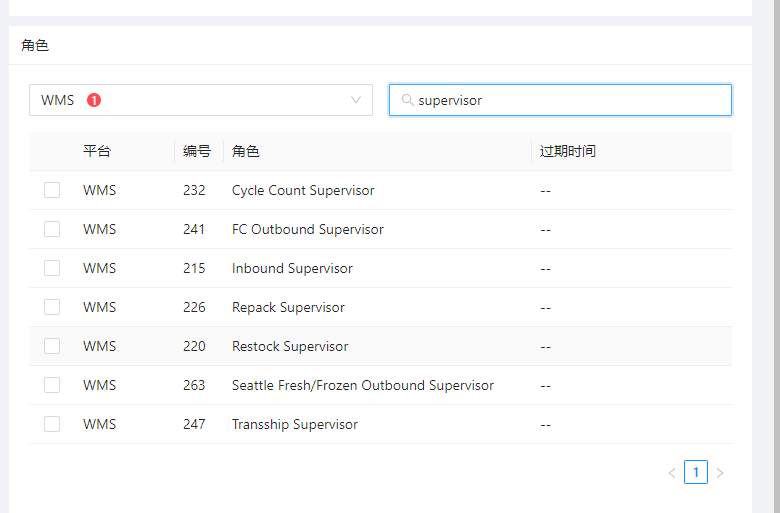 角色
WMS 1 supervisor
平台 编号 角色 过期时间
WMS 232 Cycle Count Supervisor --
WMS 241 FC Outbound Supervisor --
WMS 215 Inbound Supervisor --
WMS 226 Repack Supervisor --
WMS 220 Restock Supervisor --
WMS 263 Seattle Fresh/Frozen Outbound Supervisor --
WMS 247 Transship Supervisor --
1